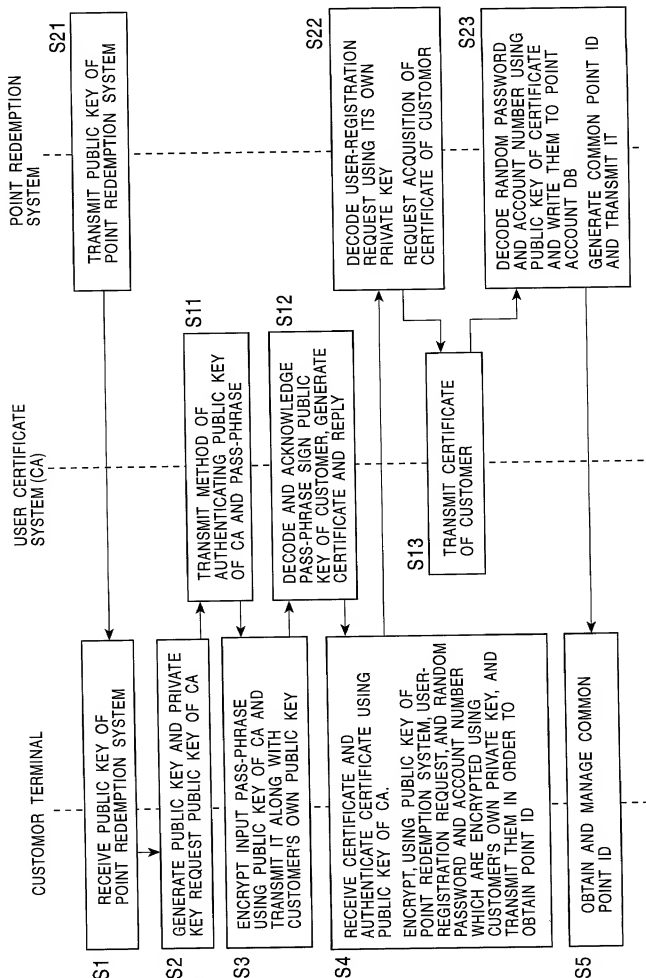 CUSTOMOR TERMINAL
USER CERTIFICATE
SYSTEM (CA)
POINT REDEMPTION
SYSTEM
S21
TRANSMIT PUBLIC KEY OF
POINT REDEMPTION SYSTEM
S1
RECEIVE PUBLIC KEY OF
POINT REDEMPTION SYSTEM
S2
GENERATE PUBLIC KEY AND PRIVATE
KEY REQUEST PUBLIC KEY OF CA
S11
TRANSMIT METHOD OF
AUTHENTICATING PUBLIC KEY
OF CA AND PASS-PHRASE
S3
ENCRYPT INPUT PASS-PHRASE
USING PUBLIC KEY OF CA AND
TRANSMIT IT ALONG WITH
CUSTOMER'S OWN PUBLIC KEY
S12
DECODE AND ACKNOWLEDGE
PASS-PHRASE SIGN PUBLIC
KEY OF CUSTOMER, GENERATE
CERTIFICATE AND REPLY
S4
RECEIVE CERTIFICATE AND
AUTHENTICATE CERTIFICATE USING
PUBLIC KEY OF CA.
ENCRYPT, USING PUBLIC KEY OF
POINT REDEMPTION SYSTEM, USER-
REGISTRATION REQUEST, AND RANDOM
PASSWORD AND ACCOUNT NUMBER
WHICH ARE ENCRYPTED USING
CUSTOMER'S OWN PRIVATE KEY, AND
TRANSMIT THEM IN ORDER TO
OBTAIN POINT ID
S22
DECODE USER-REGISTRATION
REQUEST USING ITS OWN
PRIVATE KEY
REQUEST ACQUISITION OF
CERTIFICATE OF CUSTOMOR
S13
TRANSMIT CERTIFICATE
OF CUSTOMER
S23
DECODE RANDOM PASSWORD
AND ACCOUNT NUMBER USING
PUBLIC KEY OF CERTIFICATE
AND WRITE THEM TO POINT
ACCOUNT DB
GENERATE COMMON POINT ID
AND TRANSMIT IT
S5
OBTAIN AND MANAGE COMMON
POINT ID